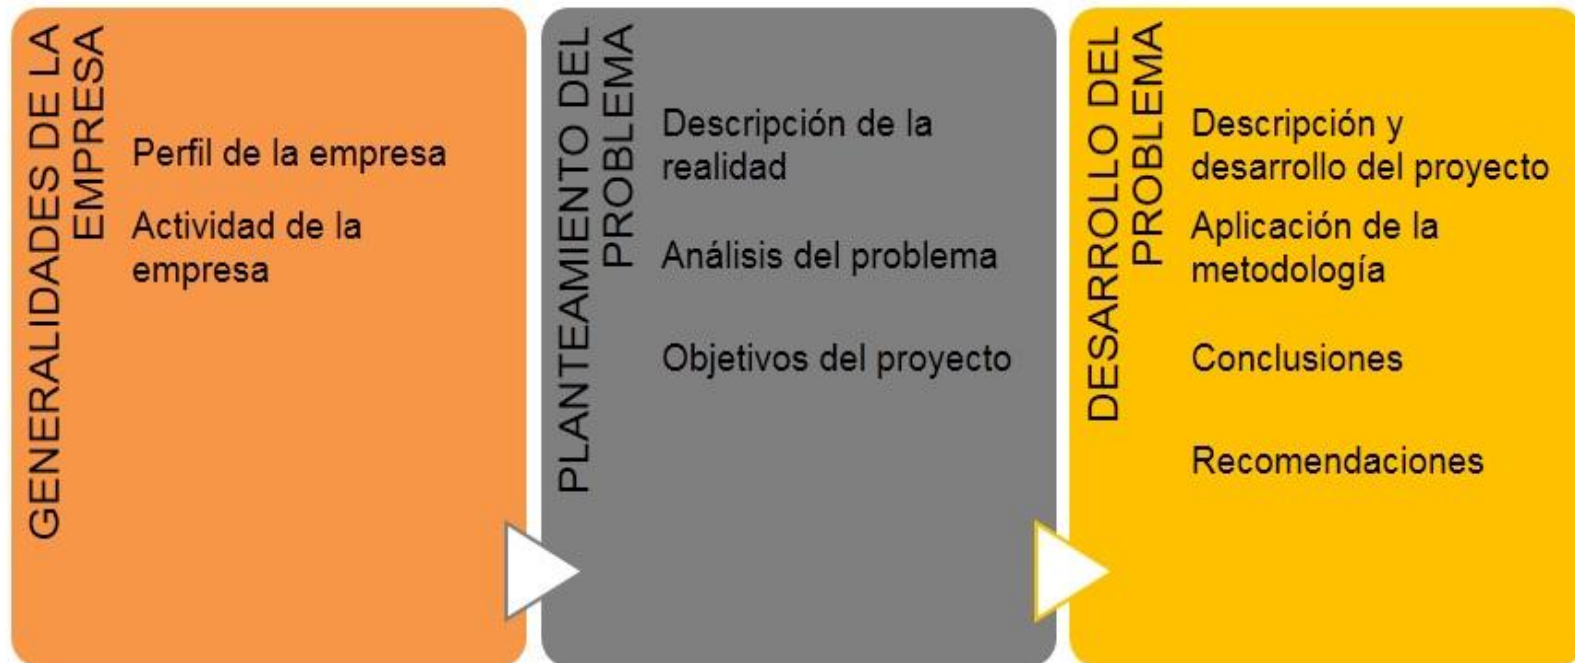 GENERALIDADES DE LA
EMPRESA
Perfil de la empresa
Actividad de la
empresa
PLANTEAMIENTO DEL
PROBLEMA
Descripción de la
realidad
Análisis del problema
Objetivos del proyecto
DESARROLLO DEL
PROBLEMA
Descripción y
desarrollo del proyecto
Aplicación de la
metodología
Conclusiones
Recomendaciones